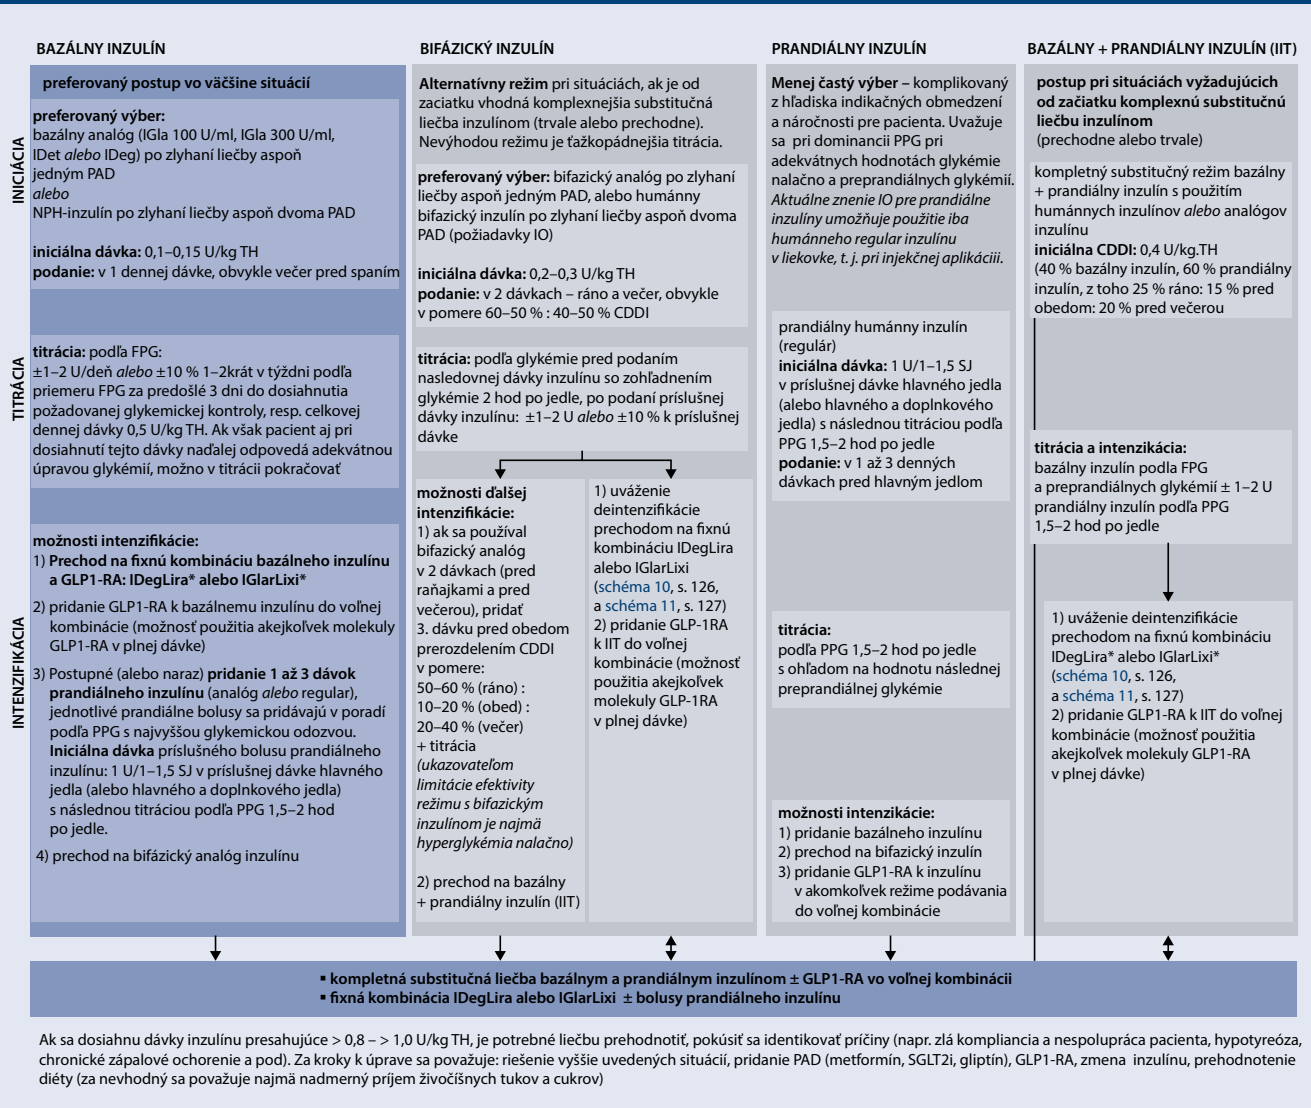 BAZÁLNY INZULÍN
BIFÁZICKÝ INZULÍN
PRANDIÁLNY INZULÍN
BAZÁLNY + PRANDIÁLNY INZULÍN (IIT)
INICIÁCIA
TITRÁCIA
INTENZIFIKÁCIA
preferovaný postup vo väčšine situácií
preferovaný výber:
bazálny analóg (IGla 100 U/ml, IGla 300 U/ml,
IDet alebo IDeg) po zlyhaní liečby aspoň
jedným PAD
alebo
NPH-inzulín po zlyhaní liečby aspoň dvoma PAD
iniciálna dávka: 0,1–0,15 U/kg TH
podanie: v 1 dennej dávke, obvykle večer pred spaním
titrácia: podľa FPG:
±1–2 U/deň alebo ±10 % 1–2krát v týždni podľa
priemeru FPG za predošlé 3 dni do dosiahnutia
požadovanej glykemickej kontroly, resp. celkovej
dennej dávky 0,5 U/kg TH. Ak však pacient aj pri
dosiahnutí tejto dávky naďalej odpovedá adekvátnou
úpravou glykémií, možno v titrácii pokračovať
možnosti intenzifikácie:
1) Prechod na fixnú kombináciu bazálneho inzulínu
a GLP1-RA: IDegLira* alebo IGlarLixi*
2) pridanie GLP1-RA k bazálnemu inzulínu do voľnej
kombinácie (možnosť použitia akejkoľvek molekuly
GLP1-RA v plnej dávke)
3) Postupné (alebo naraz) pridanie 1 až 3 dávok
prandiálneho inzulínu (analóg alebo regular),
jednotlivé prandiálne bolusy sa pridávajú v poradí
podľa PPG s najvyššou glykemickou odozvou.
Iniciálna dávka príslušného bolusu prandiálneho
inzulínu: 1 U/1–1,5 SJ v príslušnej dávke hlavného
jedla (alebo hlavného a doplnkového jedla)
s následnou titráciou podľa PPG 1,5–2 hod
po jedle.
4) prechod na bifázický analóg inzulínu
Alternatívny režim pri situáciách, ak je od
zaciatku vhodná komplexnejšia substitučná
liečba inzulínom (trvale alebo prechodne).
Nevýhodou režimu je ťažkopádnejšia titrácia.
preferovaný výber: bifazický analóg po zlyhaní
liečby aspoň jedným PAD, alebo humánny
bifazický inzulín po zlyhaní liečby aspoň dvoma
PAD (požiadavky IO)
iniciálna dávka: 0,2–0,3 U/kg TH
podanie: v 2 dávkach – ráno a večer, obvykle
v pomere 60–50 % : 40–50 % CDDI
titrácia: podľa glykémie pred podaním
nasledovnej dávky inzulínu so zohľadnením
glykémie 2 hod po jedle, po podaní príslušnej
dávky inzulínu: ±1–2 U alebo ±10 % k príslušnej
dávke
možnosti ďalšej
intenzifikácie:
1) ak sa používal
bifazický analóg
v 2 dávkach (pred
raňajkami a pred
večerou), pridať
3. dávku pred obedom
prerozdelením CDDI
v pomere:
50–60 % (ráno) :
10–20 % (obed) :
20–40 % (večer)
+ titrácia
(ukazovateľom
limitácie efektivity
režimu s bifazickým
inzulínom je najmä
hyperglykémia nalačno)
2) prechod na bazálny
+ prandiálny inzulín (IIT)
1) uváženie
deintenzifikácie
prechodom na fixnú
kombináciu IDegLira
alebo IGlarLixi
(schéma 10, s. 126,
a schéma 11, s. 127)
2) pridanie GLP-1RA
k IIT do voľnej
kombinácie (možnosť
použitia akejkoľvek
molekuly GLP-1RA
v plnej dávke)
Menej častý výber – komplikovaný
z hľadiska indikačných obmedzení
a náročnosti pre pacienta. Uvažuje
sa pri dominancii PPG pri
adekvátnych hodnotách glykémie
nalačno a preprandiálnych glykémií.
Aktuálne znenie IO pre prandiálne
inzulíny umožňuje použitie iba
humánneho regular inzulínu
v liekovke, t. j. pri injekčnej aplikáciii.
prandiálny humánny inzulín
(regulár)
iniciálna dávka: 1 U/1–1,5 SJ
v príslušnej dávke hlavného jedla
(alebo hlavného a doplnkového
jedla) s následnou titráciou podľa
PPG 1,5–2 hod po jedle
podanie: v 1 až 3 denných
dávkach pred hlavným jedlom
titrácia:
podľa PPG 1,5–2 hod po jedle
s ohľadom na hodnotu následnej
preprandiálnej glykémie
možnosti intenzikácie:
1) pridanie bazálneho inzulínu
2) prechod na bifazický inzulín
3) pridanie GLP1-RA k inzulínu
v akomkoľvek režime podávania
do voľnej kombinácie
postup pri situáciách vyžadujúcich
od začiatku komplexnú substitučnú
liečbu inzulínom
(prechodne alebo trvale)
kompletný substitučný režim bazálny
+ prandiálny inzulín s použitím
humánnych inzulínov alebo analógov
inzulínu
iniciálna CDDI: 0,4 U/kg.TH
(40 % bazálny inzulín, 60 % prandiálny
inzulín, z toho 25 % ráno: 15 % pred
obedom: 20 % pred večerou
titrácia a intenzikácia:
bazálny inzulín podla FPG
a preprandiálnych glykémií ± 1–2 U
prandiálny inzulín podľa PPG
1,5–2 hod po jedle
1) uváženie deintenzifikácie
prechodom na fixnú kombináciu
IDegLira* alebo IGlarLixi*
(schéma 10, s. 126,
a schéma 11, s. 127)
2) pridanie GLP1-RA k IIT do voľnej
kombinácie (možnosť použitia
akejkoľvek molekuly GLP1-RA
v plnej dávke)
▪ kompletná substitučná liečba bazálnym a prandiálnym inzulínom ± GLP1-RA vo voľnej kombinácii
▪ fixná kombinácia IDegLira alebo IGlarLixi ± bolusy prandiálneho inzulínu
Ak sa dosiahnu dávky inzulínu presahujúce > 0,8 – > 1,0 U/kg TH, je potrebné liečbu prehodnotiť, pokúsiť sa identikovať príčiny (napr. zlá kompliancia a nespolupráca pacienta, hypotyreóza,
chronické zápalové ochorenie a pod). Za kroky k úprave sa považuje: riešenie vyššie uvedených situácií, pridanie PAD (metformín, SGLT2i, gliptín), GLP1-RA, zmena inzulínu, prehodnotenie
diéty (za nevhodný sa považuje najmä nadmerný príjem živočíšnych tukov a cukrov)